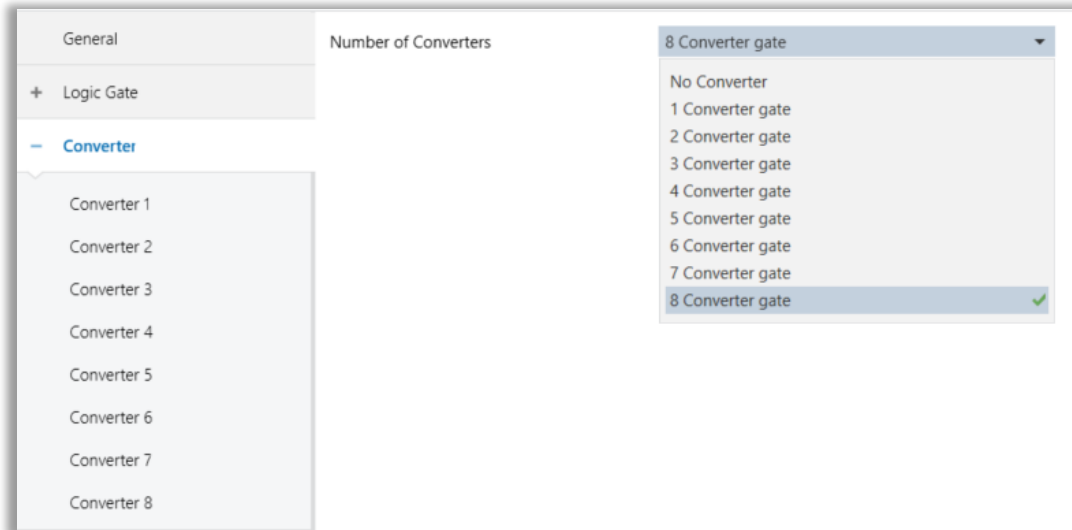 General
+ Logic Gate
− Converter
Converter 1
Converter 2
Converter 3
Converter 4
Converter 5
Converter 6
Converter 7
Converter 8
Number of Converters
8 Converter gate
No Converter
1 Converter gate
2 Converter gate
3 Converter gate
4 Converter gate
5 Converter gate
6 Converter gate
7 Converter gate
8 Converter gate